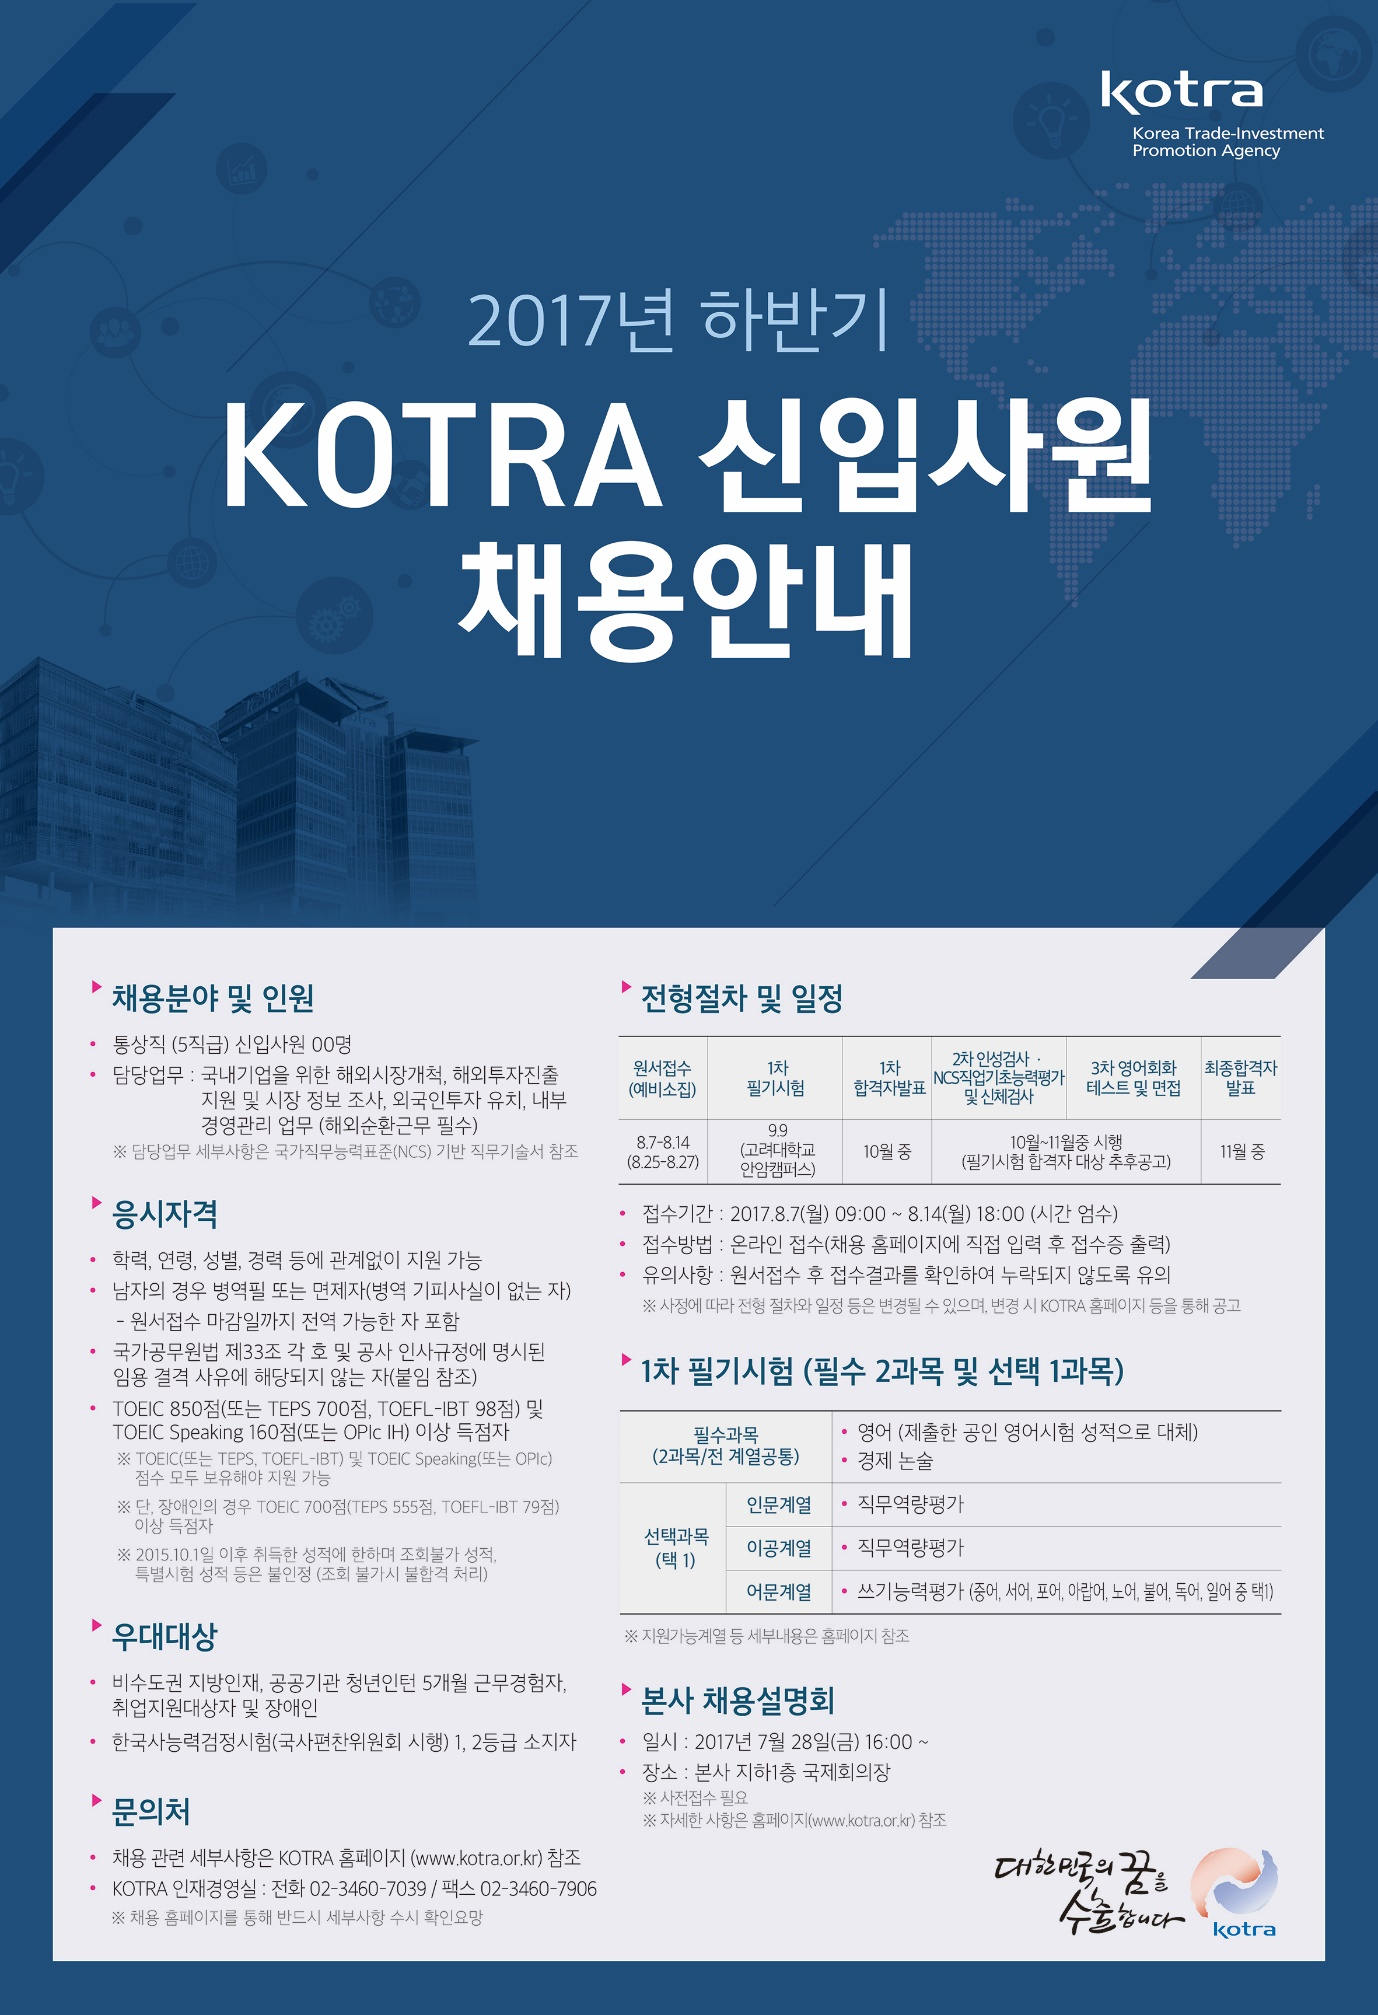 kotra
Korea Trade-Investment
Promotion Agency
2017년 하반기
KOTRA 신입사원
채용안내
채용분야 및 인원
• 통상직 (5직급) 신입사원 00명
• 담당업무 : 국내기업을 위한 해외시장개척, 해외투자진출
지원 및 시장 정보 조사, 외국인투자 유치, 내부
경영관리 업무 (해외순환근무 필수)
※ 담당업무 세부사항은 국가직무능력표준(NCS) 기반 직무기술서 참조
응시자격
• 학력, 연령, 성별, 경력 등에 관계없이 지원 가능
• 남자의 경우 병역필 또는 면제자(병역 기피사실이 없는 자)
- 원서접수 마감일까지 전역 가능한 자 포함
• 국가공무원법 제33조 각 호 및 공사 인사규정에 명시된
임용 결격 사유에 해당되지 않는 자(붙임 참조)
• TOEIC 850점(또는 TEPS 700점, TOEFL-IBT 98점) 및
TOEIC Speaking 160점(또는 OPIc IH) 이상 득점자
※ TOEIC(또는 TEPS, TOEFL-IBT) 및 TOEIC Speaking(또는 OPIc)
점수 모두 보유해야 지원 가능
※ 단, 장애인의 경우 TOEIC 700점(TEPS 555점, TOEFL-IBT 79점)
이상 득점자
※ 2015.10.1일 이후 취득한 성적에 한하며 조회불가 성적,
특별시험 성적 등은 불인정 (조회 불가시 불합격 처리)
우대대상
• 비수도권 지방인재, 공공기관 청년인턴 5개월 근무경험자,
취업지원대상자 및 장애인
• 한국사능력검정시험(국사편찬위원회 시행) 1, 2등급 소지자
문의처
• 채용 관련 세부사항은 KOTRA 홈페이지 (www.kotra.or.kr) 참조
• KOTRA 인재경영실 : 전화 02-3460-7039 / 팩스 02-3460-7906
※ 채용 홈페이지를 통해 반드시 세부사항 수시 확인요망
전형절차 및 일정
원서접수
(예비소집)
1차
필기시험
1차
합격자발표
2차 인성검사 ·
NCS직업기초능력평가
및 신체검사
3차 영어회화
테스트 및 면접
최종합격자
발표
8.7-8.14
(8.25-8.27)
9.9
(고려대학교
안암캠퍼스)
10월 중
10월~11월중 시행
(필기시험 합격자 대상 추후공고)
11월 중
• 접수기간 : 2017.8.7(월) 09:00 ~ 8.14(월) 18:00 (시간 엄수)
• 접수방법 : 온라인 접수(채용 홈페이지에 직접 입력 후 접수증 출력)
• 유의사항 : 원서접수 후 접수결과를 확인하여 누락되지 않도록 유의
※ 사정에 따라 전형 절차와 일정 등은 변경될 수 있으며, 변경 시 KOTRA 홈페이지 등을 통해 공고
1차 필기시험 (필수 2과목 및 선택 1과목)
필수과목
(2과목/전 계열공통)
• 영어 (제출한 공인 영어시험 성적으로 대체)
• 경제 논술
선택과목
(택 1)
인문계열
• 직무역량평가
이공계열
• 직무역량평가
어문계열
• 쓰기능력평가 (중어, 서어, 포어, 아랍어, 노어, 불어, 독어, 일어 중 택1)
※ 지원가능계열 등 세부내용은 홈페이지 참조
본사 채용설명회
• 일시 : 2017년 7월 28일(금) 16:00 ~
• 장소 : 본사 지하1층 국제회의장
※ 사전접수 필요
※ 자세한 사항은 홈페이지(www.kotra.or.kr) 참조
대한민국의 꿈을
수출합니다
kotra